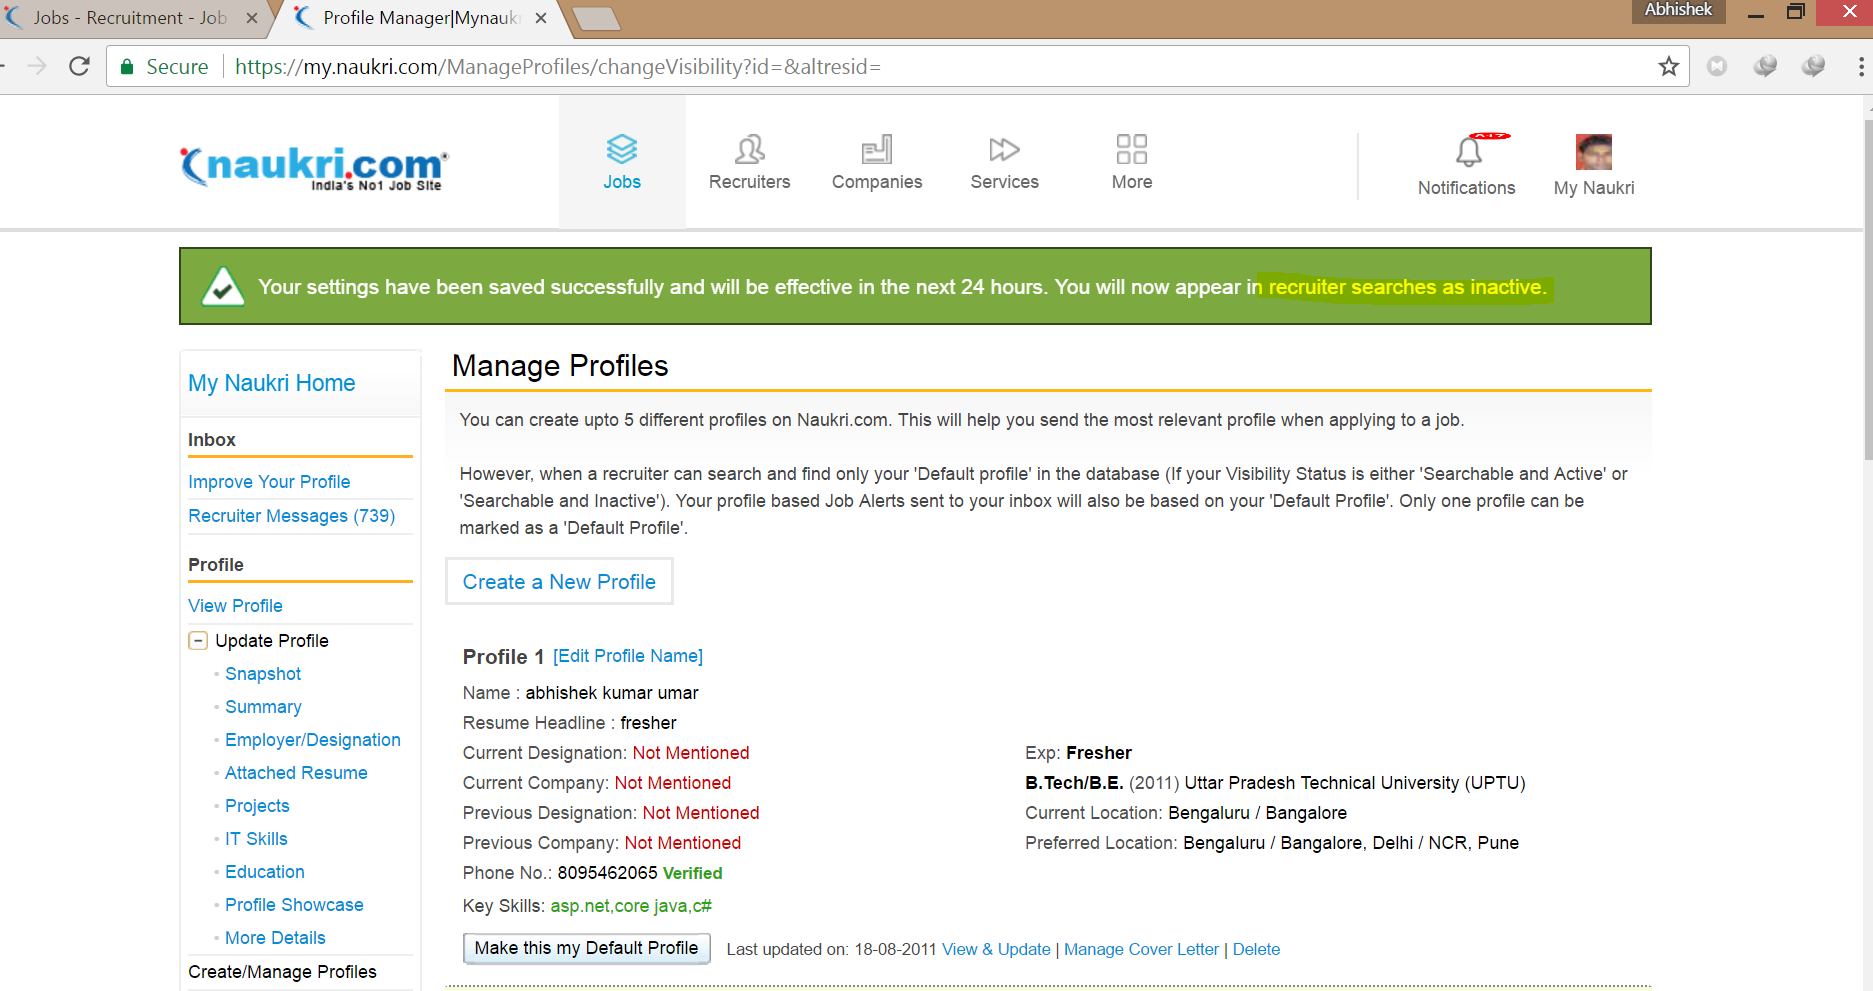 Jobs - Recruitment - Job
Profile Manager|Mynauk
Abhishek
Secure
https://my.naukri.com/ManageProfiles/changeVisibility?id=&altresid=
naukri.com
India's No1 Job Site
Jobs
Recruiters
Companies
Services
More
Notifications
My Naukri
Your settings have been saved successfully and will be effective in the next 24 hours. You will now appear in recruiter searches as inactive.
My Naukri Home
Inbox
Improve Your Profile
Recruiter Messages (739)
Profile
View Profile
Update Profile
Snapshot
Summary
Employer/Designation
Attached Resume
Projects
IT Skills
Education
Profile Showcase
More Details
Create/Manage Profiles
Manage Profiles
You can create upto 5 different profiles on Naukri.com. This will help you send the most relevant profile when applying to a job.
However, when a recruiter can search and find only your 'Default profile' in the database (If your Visibility Status is either 'Searchable and Active' or
'Searchable and Inactive'). Your profile based Job Alerts sent to your inbox will also be based on your 'Default Profile'. Only one profile can be
marked as a 'Default Profile'.
Create a New Profile
Profile 1 [Edit Profile Name]
Name : abhishek kumar umar
Resume Headline : fresher
Current Designation: Not Mentioned
Current Company: Not Mentioned
Previous Designation: Not Mentioned
Previous Company: Not Mentioned
Phone No.: 8095462065 Verified
Key Skills: asp.net,core java,c#
Exp: Fresher
B.Tech/B.E. (2011) Uttar Pradesh Technical University (UPTU)
Current Location: Bengaluru / Bangalore
Preferred Location: Bengaluru / Bangalore, Delhi / NCR, Pune
Make this my Default Profile
Last updated on: 18-08-2011 View & Update | Manage Cover Letter | Delete